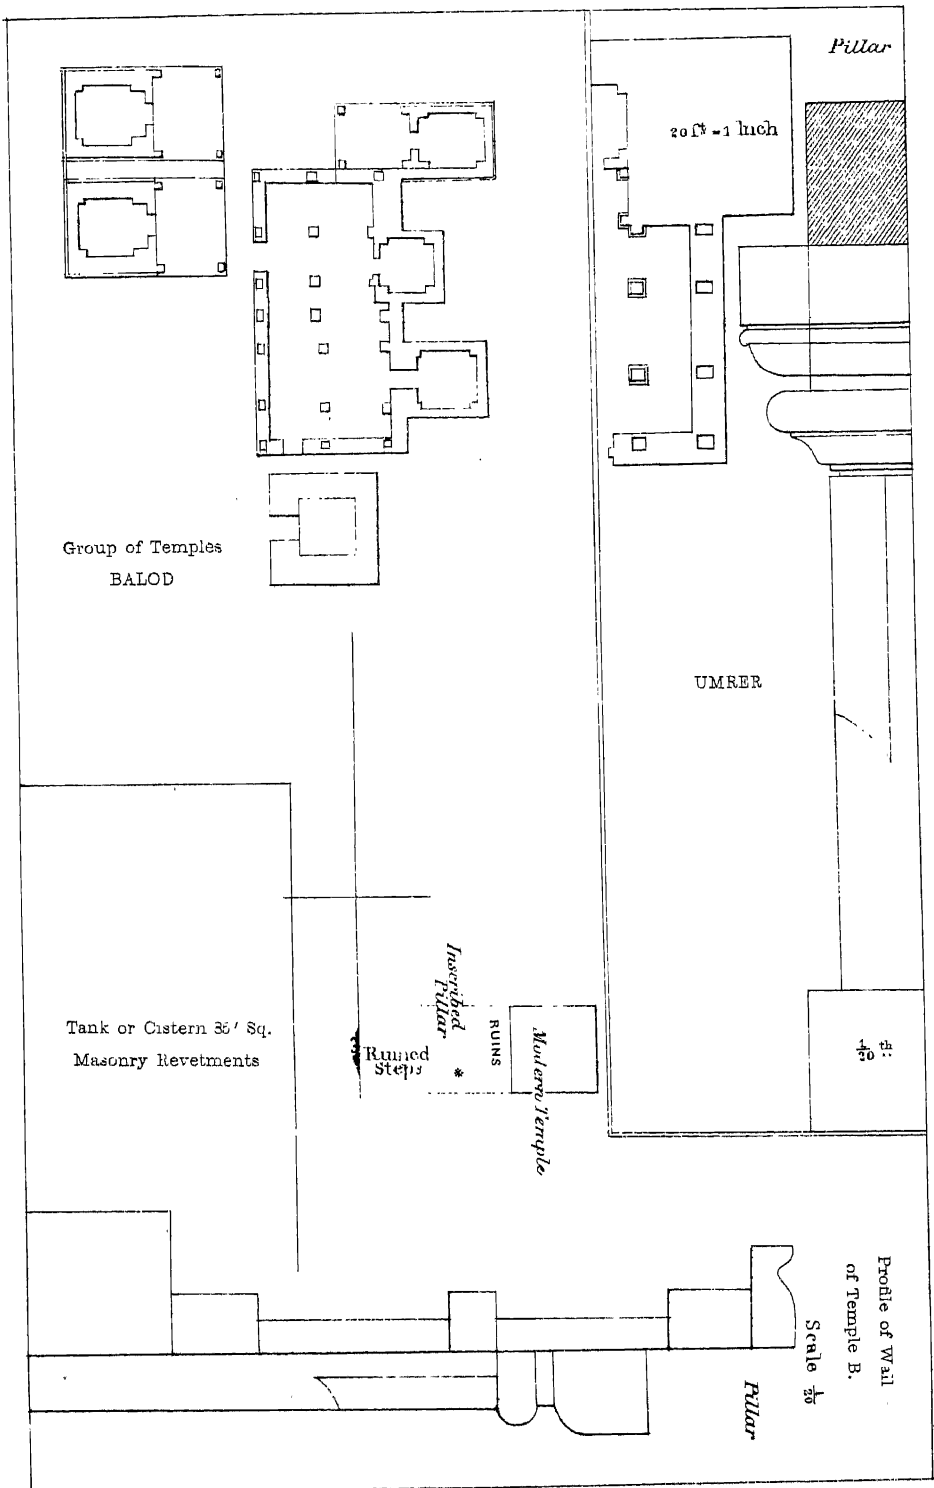 Pillar
20 ft = 1 Inch
Group of Temples
BALOD
UMRER
Inscribed
Pillar
RUINS
Modern Temple
Tank or Cistern 36' Sq.
Masonry Revetments
Ruined
Steps
*
1/20 th
Profile of Wall
of Temple B.
Scale 1/20
Pillar